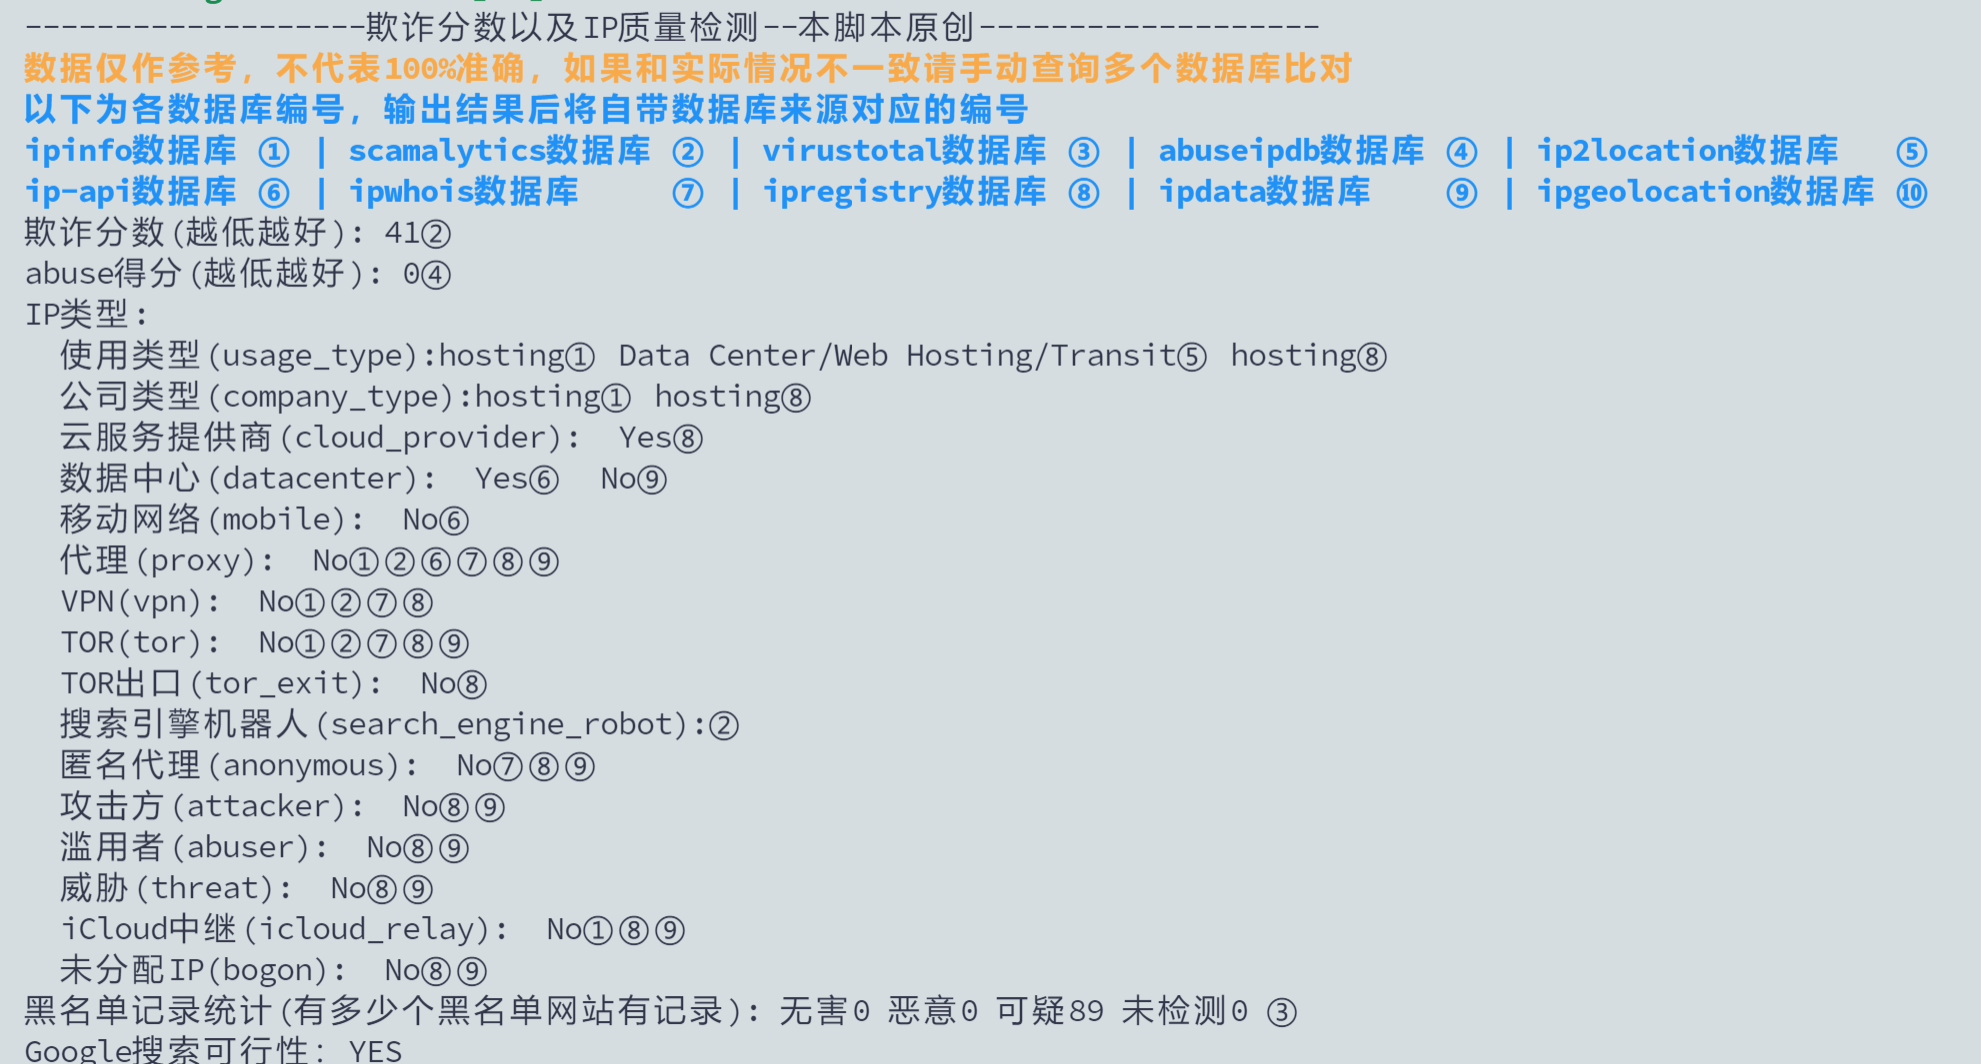 ------------------欺诈分数以及IP质量检测--本脚本原创------------------
数据仅作参考，不代表100%准确，如果和实际情况不一致请手动查询多个数据库比对
以下为各数据库编号，输出结果后将自带数据库来源对应的编号
ipinfo数据库 ① | scamalytics数据库 ② | virustotal数据库 ③ | abuseipdb数据库 ④ | ip2location数据库 ⑤
ip-api数据库 ⑥ | ipwhois数据库 ⑦ | ipregistry数据库 ⑧ | ipdata数据库 ⑨ | ipgeolocation数据库 ⑩
欺诈分数(越低越好): 41②
abuse得分(越低越好): 0④
IP类型:
使用类型(usage_type):hosting① Data Center/Web Hosting/Transit⑤ hosting⑧
公司类型(company_type):hosting① hosting⑧
云服务提供商(cloud_provider): Yes⑧
数据中心(datacenter): Yes⑥ No⑨
移动网络(mobile): No⑥
代理(proxy): No①②⑥⑦⑧⑨
VPN(vpn): No①②⑦⑧
TOR(tor): No①②⑦⑧⑨
TOR出口(tor_exit): No⑧
搜索引擎机器人(search_engine_robot):②
匿名代理(anonymous): No⑦⑧⑨
攻击方(attacker): No⑧⑨
滥用者(abuser): No⑧⑨
威胁(threat): No⑧⑨
iCloud中继(icloud_relay): No①⑧⑨
未分配IP(bogon): No⑧⑨
黑名单记录统计(有多少个黑名单网站有记录): 无害0 恶意0 可疑89 未检测0 ③
Google搜索可行性: YES